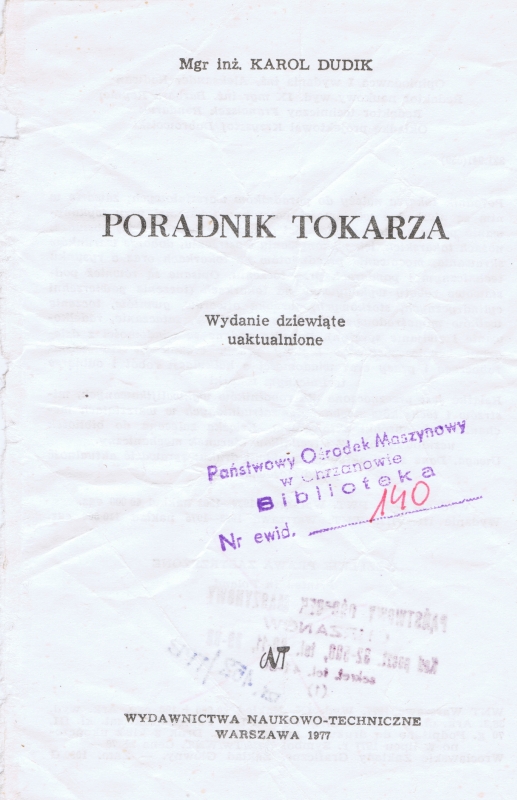 Mgr inż. KAROL DUDIK
PORADNIK TOKARZA
Wydanie dziewiąte
uaktualnione
Państwowy Ośrodek Maszynowy
w Chrzanowie
Biblioteka
Nr ewid. 140
WNT
WYDAWNICTWA NAUKOWO-TECHNICZNE
WARSZAWA 1977